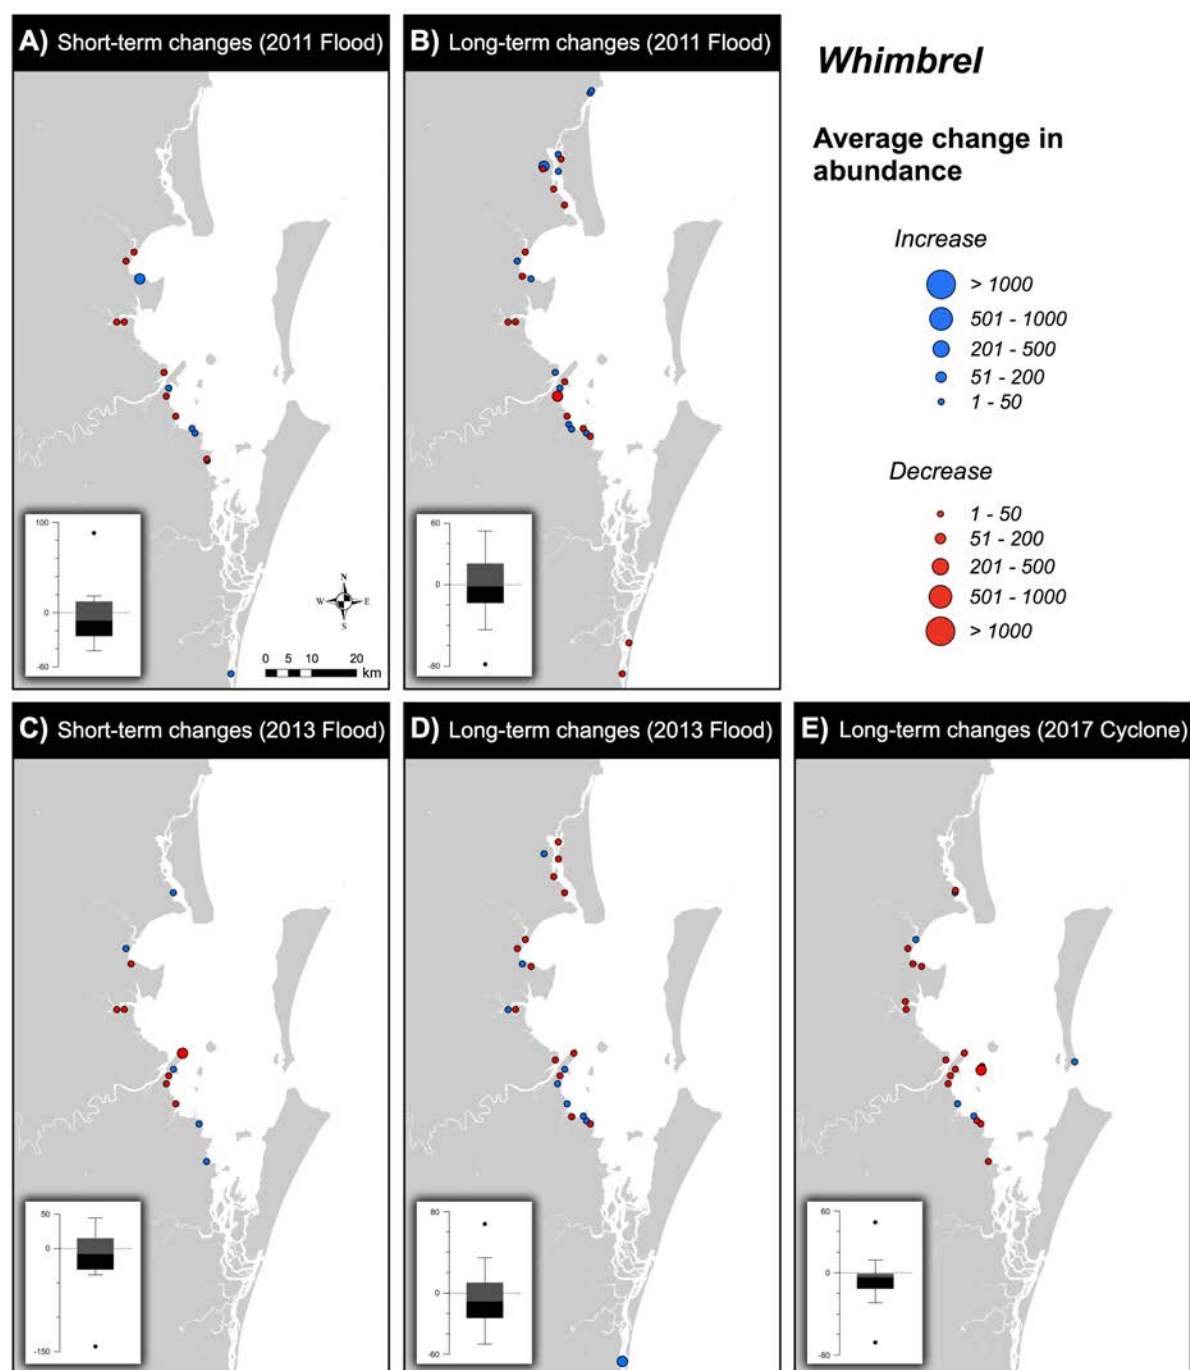 A) Short-term changes (2011 Flood)
B) Long-term changes (2011 Flood)
Whimbrel
Average change in
abundance
Increase
> 1000
501 - 1000
201 - 500
51 - 200
1 - 50
Decrease
1 - 50
51 - 200
201 - 500
501 - 1000
> 1000
100
0
-60
N
W E
S
0 5 10 20
km
60
0
-80
C) Short-term changes (2013 Flood)
D) Long-term changes (2013 Flood)
E) Long-term changes (2017 Cyclone)
50
0
-150
80
0
-60
60
0
-80